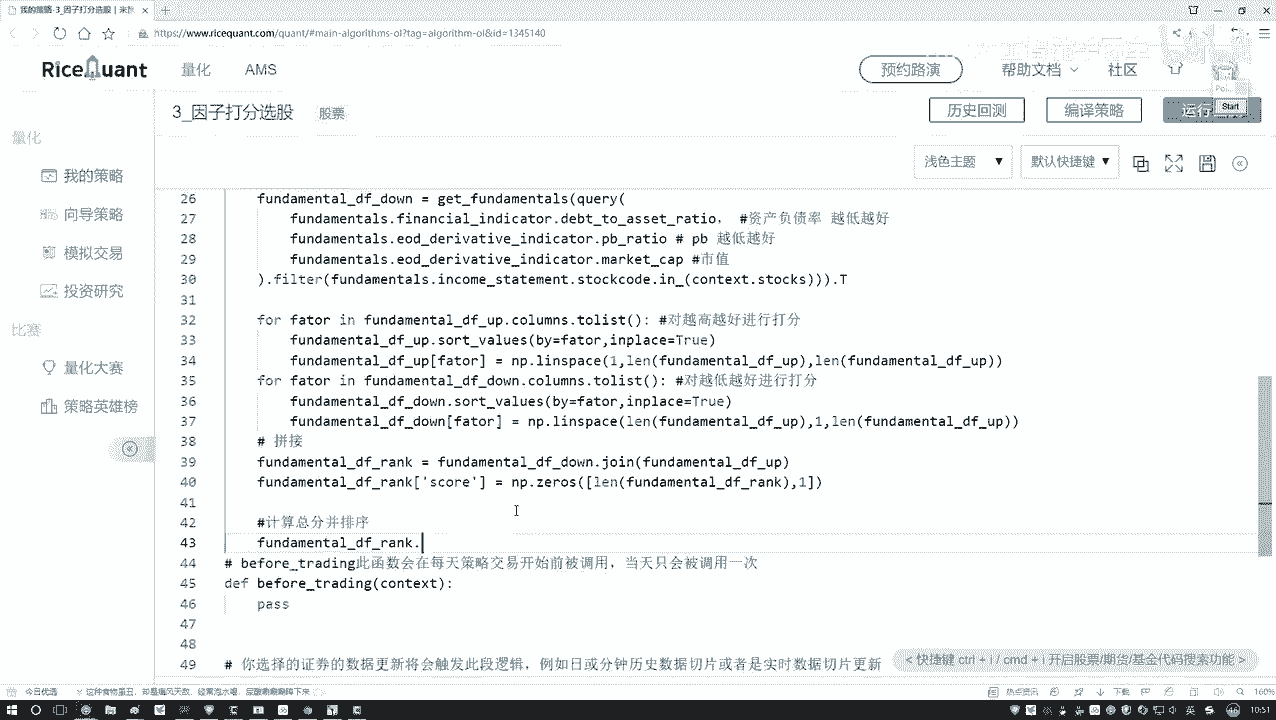 我的策略-3_因子打分选股 | 米
https://www.ricequant.com/quant/#main-algorithms-ol?tag=algorithm-ol&id=1345140
RiceQuant
量化
AMS
预约路演
帮助文档
社区
Start
3_因子打分选股
股票
历史回测
编译策略
浅色主题 ▼
默认快捷键 ▼
量化
我的策略
向导策略
模拟交易
投资研究
比赛
量化大赛
策略英雄榜
26 fundamental_df_down = get_fundamentals(query(
27 fundamentals.financial_indicator.debt_to_asset_ratio, #资产负债率 越低越好
28 fundamentals.eod_derivative_indicator.pb_ratio # pb 越低越好
29 fundamentals.eod_derivative_indicator.market_cap #市值
30 ).filter(fundamentals.income_statement.stockcode.in_(context.stocks))).T
31
32 for fator in fundamental_df_up.columns.tolist(): #对越高越好进行打分
33 fundamental_df_up.sort_values(by=fator,inplace=True)
34 fundamental_df_up[fator] = np.linspace(1,len(fundamental_df_up),len(fundamental_df_up))
35 for fator in fundamental_df_down.columns.tolist(): #对越低越好进行打分
36 fundamental_df_down.sort_values(by=fator,inplace=True)
37 fundamental_df_down[fator] = np.linspace(len(fundamental_df_up),1,len(fundamental_df_up))
38 # 拼接
39 fundamental_df_rank = fundamental_df_down.join(fundamental_df_up)
40 fundamental_df_rank['score'] = np.zeros([len(fundamental_df_rank),1])
41
42 #计算总分并排序
43 fundamental_df_rank.
44 # before_trading此函数会在每天策略交易开始前被调用，当天只会被调用一次
45 def before_trading(context):
46 pass
47
48
49 # 你选择的证券的数据更新将会触发此段逻辑，例如日或分钟历史数据切片或者是实时数据切片更新
< 快捷键 ctrl + i / cmd + i 开启股票/期货/基金代码搜索功能 >
今日优选
热点资讯
下载
160%
10:51